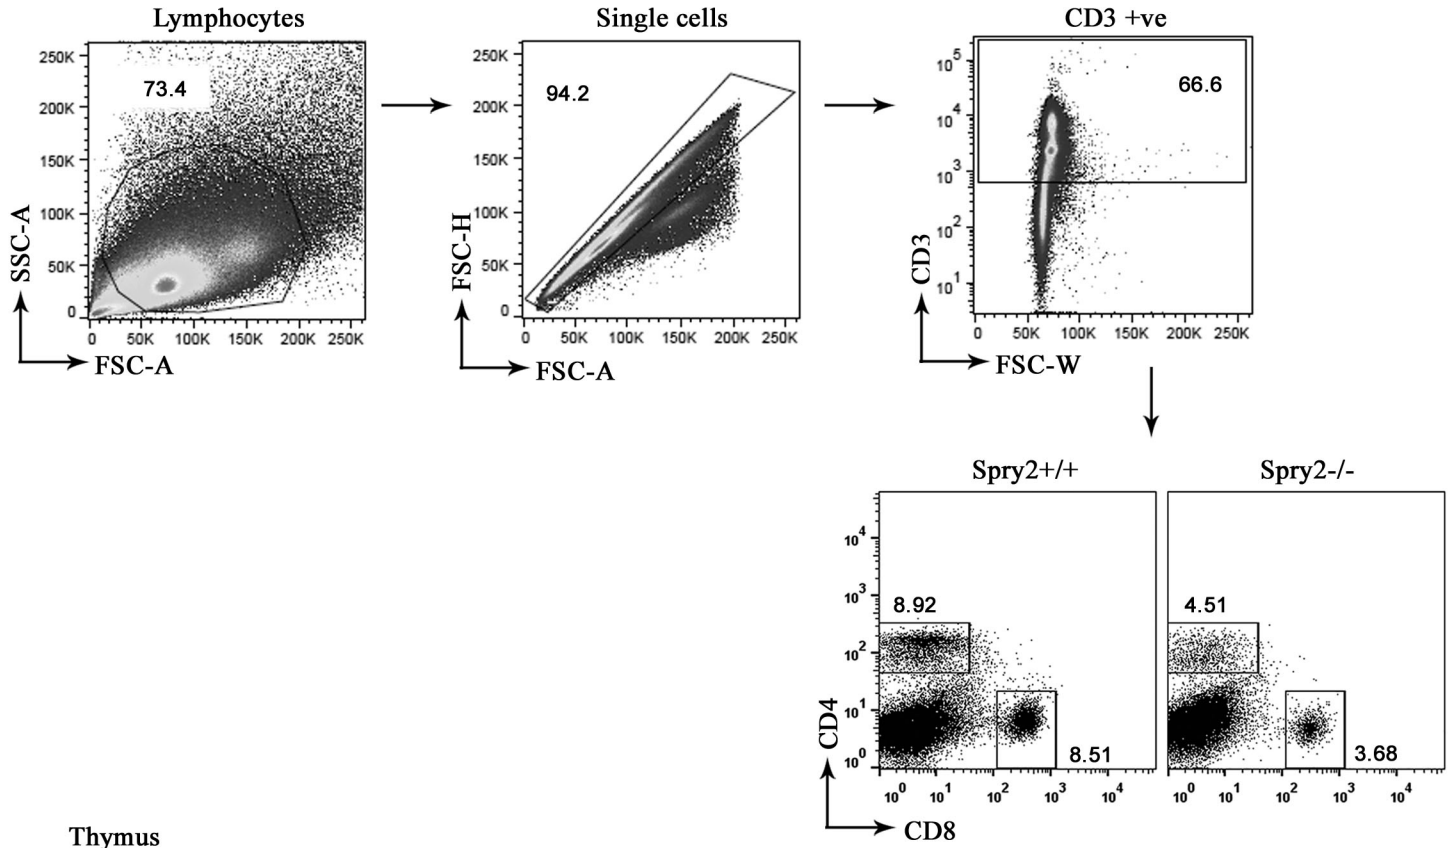 Lymphocytes
Single cells
CD3 +ve
250K
200K
150K
100K
50K
0
73.4
SSC-A
0 50K 100K 150K 200K 250K
FSC-A
250K
200K
150K
100K
50K
0
94.2
FSC-H
0 50K 100K 150K 200K 250K
FSC-A
10^5
10^4
10^3
10^2
10^1
66.6
CD3
0 50K 100K 150K 200K 250K
FSC-W
Spry2+/+
Spry2-/-
10^4
10^3
10^2
10^1
10^0
8.92
8.51
4.51
3.68
CD4
10^0 10^1 10^2 10^3 10^4
10^0 10^1 10^2 10^3 10^4
CD8
Thymus